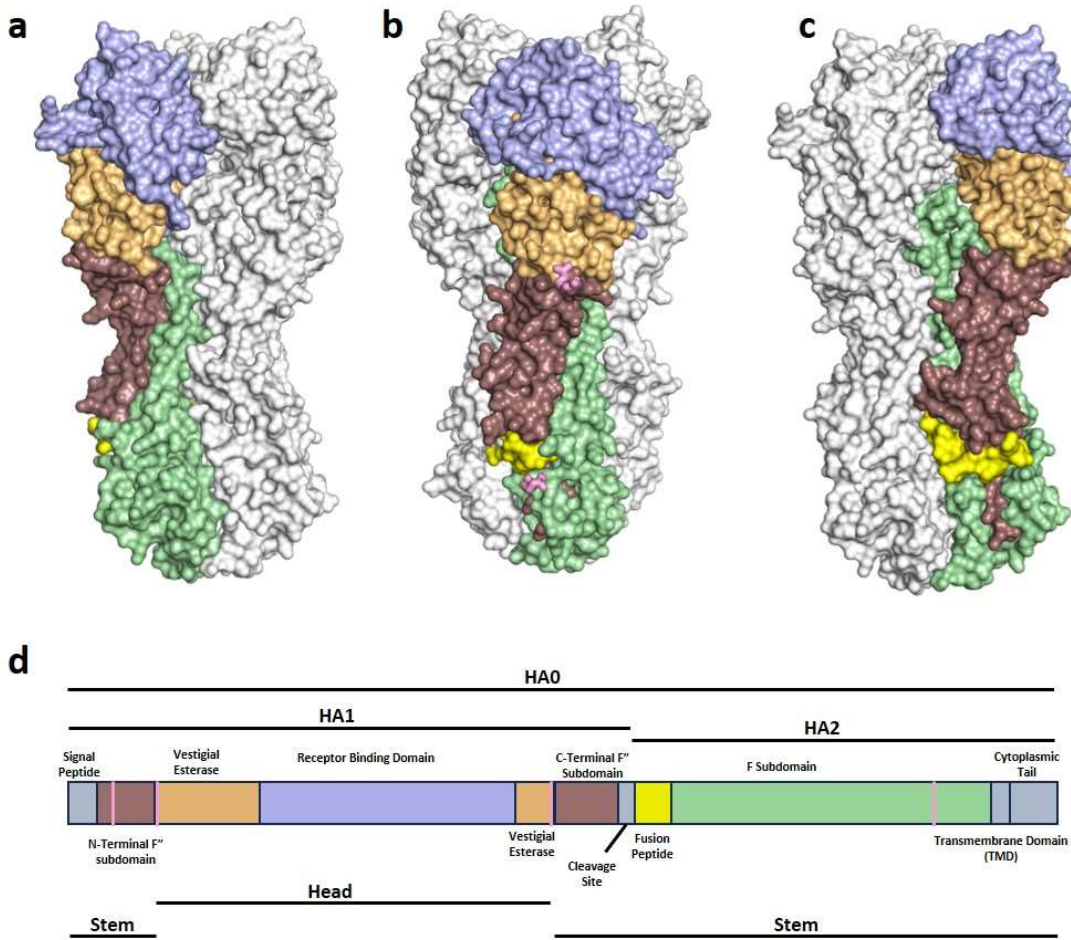 a
b
c
d
HA0
HA1
HA2
Signal
Peptide
Vestigial
Esterase
Receptor Binding Domain
C-Terminal F”
Subdomain
F Subdomain
Cytoplasmic
Tail
N-Terminal F”
subdomain
Vestigial
Esterase
Cleavage
Site
Fusion
Peptide
Transmembrane Domain
(TMD)
Head
Stem
Stem